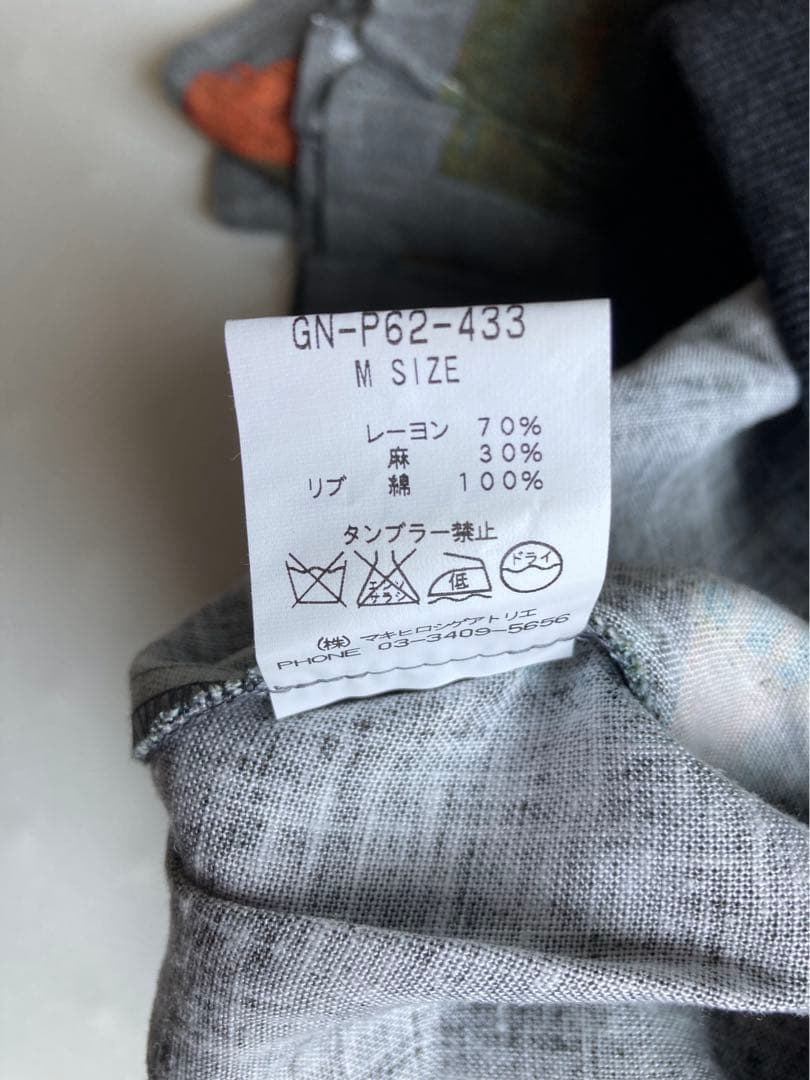 GN-P62-433
M SIZE
レーヨン 70%
麻 30%
リブ 綿 100%
タンブラー禁止
エンソサラシ 低 ドライ
(株) マキヒロシゲアトリエ
PHONE 03-3409-5656